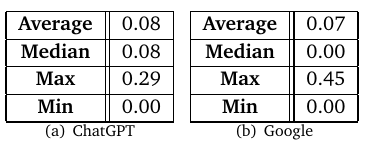 Average 0.08
Median 0.08
Max 0.29
Min 0.00
(a) ChatGPT
Average 0.07
Median 0.00
Max 0.45
Min 0.00
(b) Google